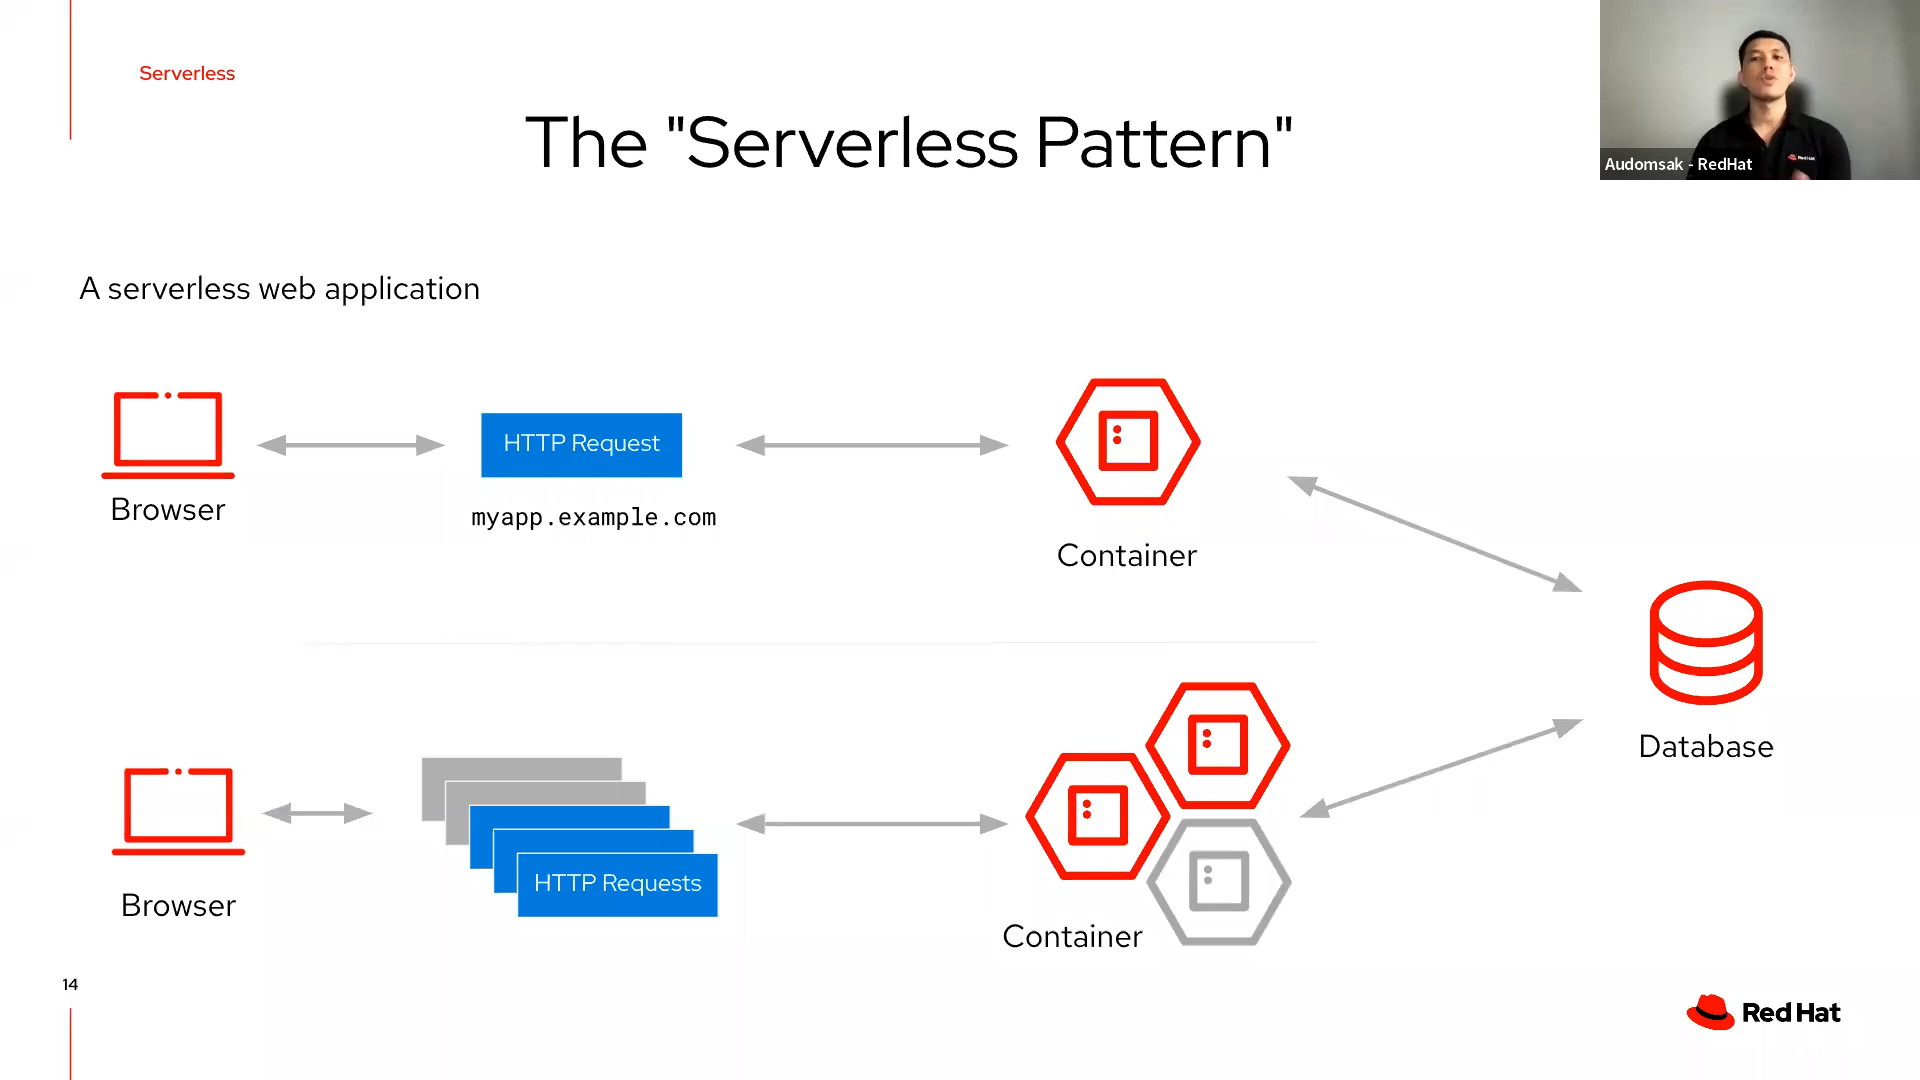 Serverless
The "Serverless Pattern"
Audomsak - RedHat
A serverless web application
HTTP Request
Browser
myapp.example.com
Container
Database
HTTP Requests
Browser
Container
14
Red Hat